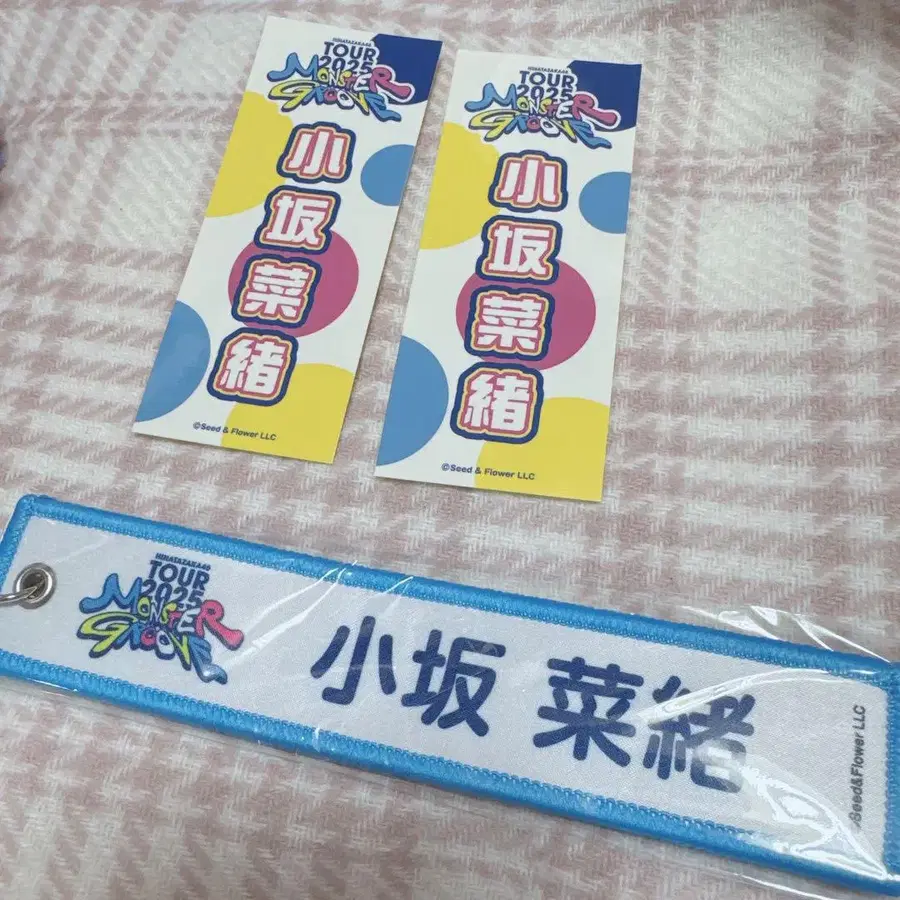 HINATAZAKA46
TOUR
2025
MONSTER
GROOVE
小坂菜緒
©Seed & Flower LLC
HINATAZAKA46
TOUR
2025
MONSTER
GROOVE
小坂菜緒
©Seed & Flower LLC
HINATAZAKA46
TOUR
2025
MONSTER
GROOVE
小坂 菜緒
©Seed&Flower LLC